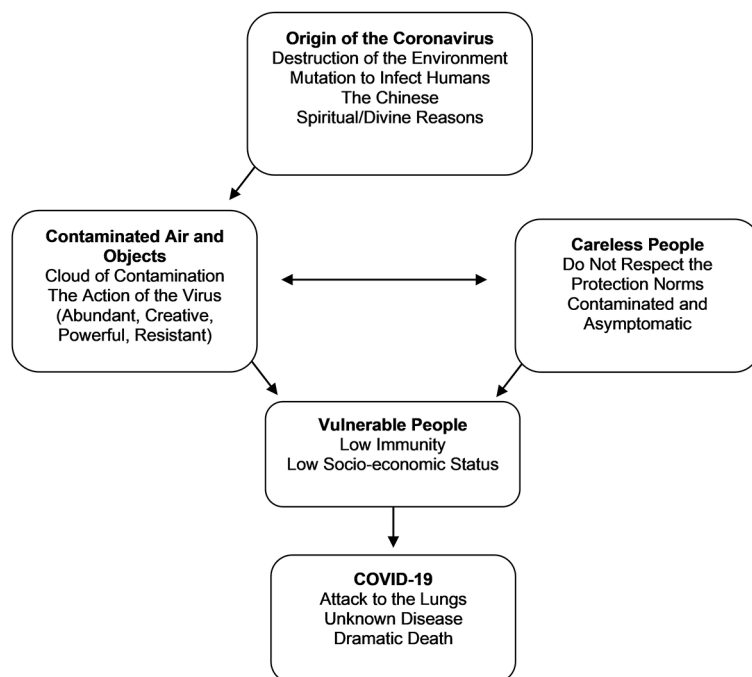 Origin of the Coronavirus
Destruction of the Environment
Mutation to Infect Humans
The Chinese
Spiritual/Divine Reasons
Contaminated Air and
Objects
Cloud of Contamination
The Action of the Virus
(Abundant, Creative,
Powerful, Resistant)
Careless People
Do Not Respect the
Protection Norms
Contaminated and
Asymptomatic
Vulnerable People
Low Immunity
Low Socio-economic Status
COVID-19
Attack to the Lungs
Unknown Disease
Dramatic Death